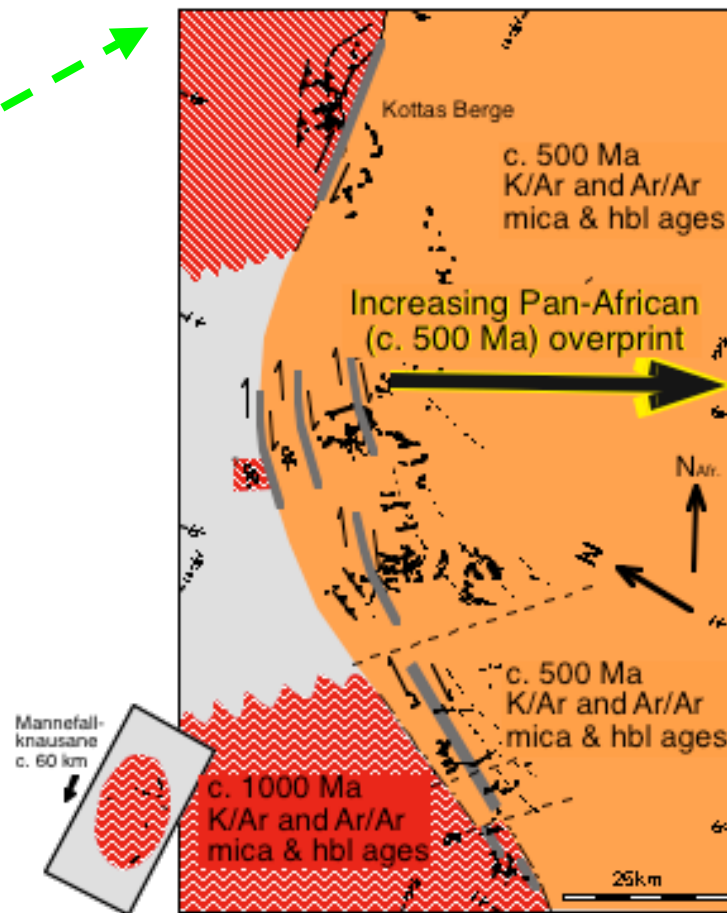 Kottas Berge
c. 500 Ma
K/Ar and Ar/Ar
mica & hbl ages
Increasing Pan-African
(c. 500 Ma) overprint
N Afr.
N
c. 500 Ma
K/Ar and Ar/Ar
mica & hbl ages
Mannefall-
knausane
c. 60 km
c. 1000 Ma
K/Ar and Ar/Ar
mica & hbl ages
25km